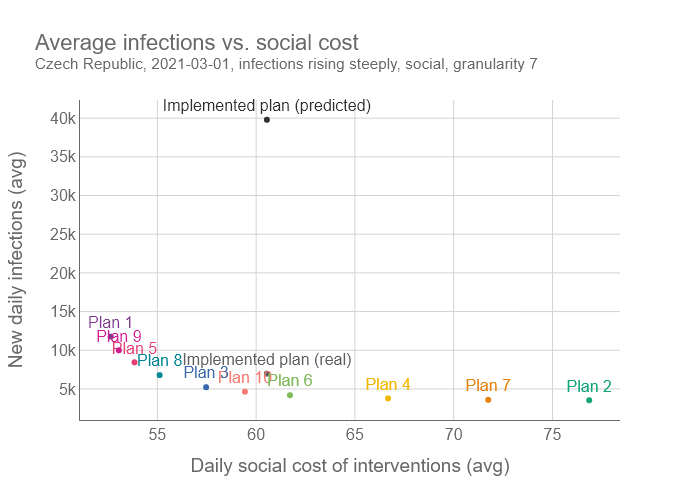 Average infections vs. social cost
Czech Republic, 2021-03-01, infections rising steeply, social, granularity 7
Implemented plan (predicted)
40k
35k
30k
25k
20k
15k
10k
5k
New daily infections (avg)
Plan 1
Plan 9
Plan 5
Plan 8
Implemented plan (real)
Plan 3
Plan 10
Plan 6
Plan 4
Plan 7
Plan 2
55
60
65
70
75
Daily social cost of interventions (avg)